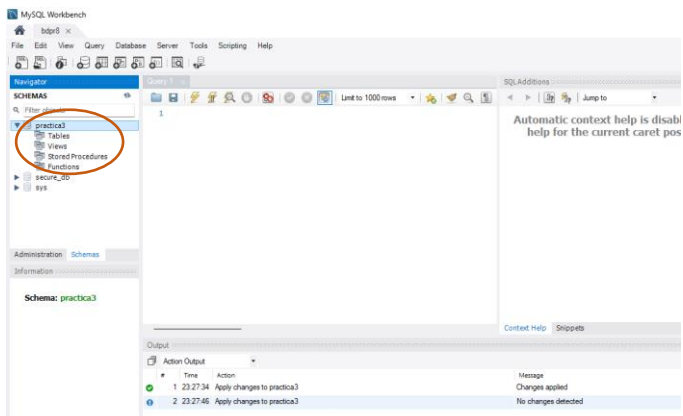 MySQL Workbench
bdpr8 ×
File Edit View Query Database Server Tools Scripting Help
Navigator
SCHEMAS
Filter objects
practica3
Tables
Views
Stored Procedures
Functions
secure_db
sys
Administration Schemas
Information
Schema: practica3
Query 1 ×
Limit to 1000 rows
1
SQLAdditions
Jump to
Automatic context help is disabl
help for the current caret pos
Context Help Snippets
Output
Action Output
# Time Action Message
1 23:27:34 Apply changes to practica3 Changes applied
2 23:27:46 Apply changes to practica3 No changes detected